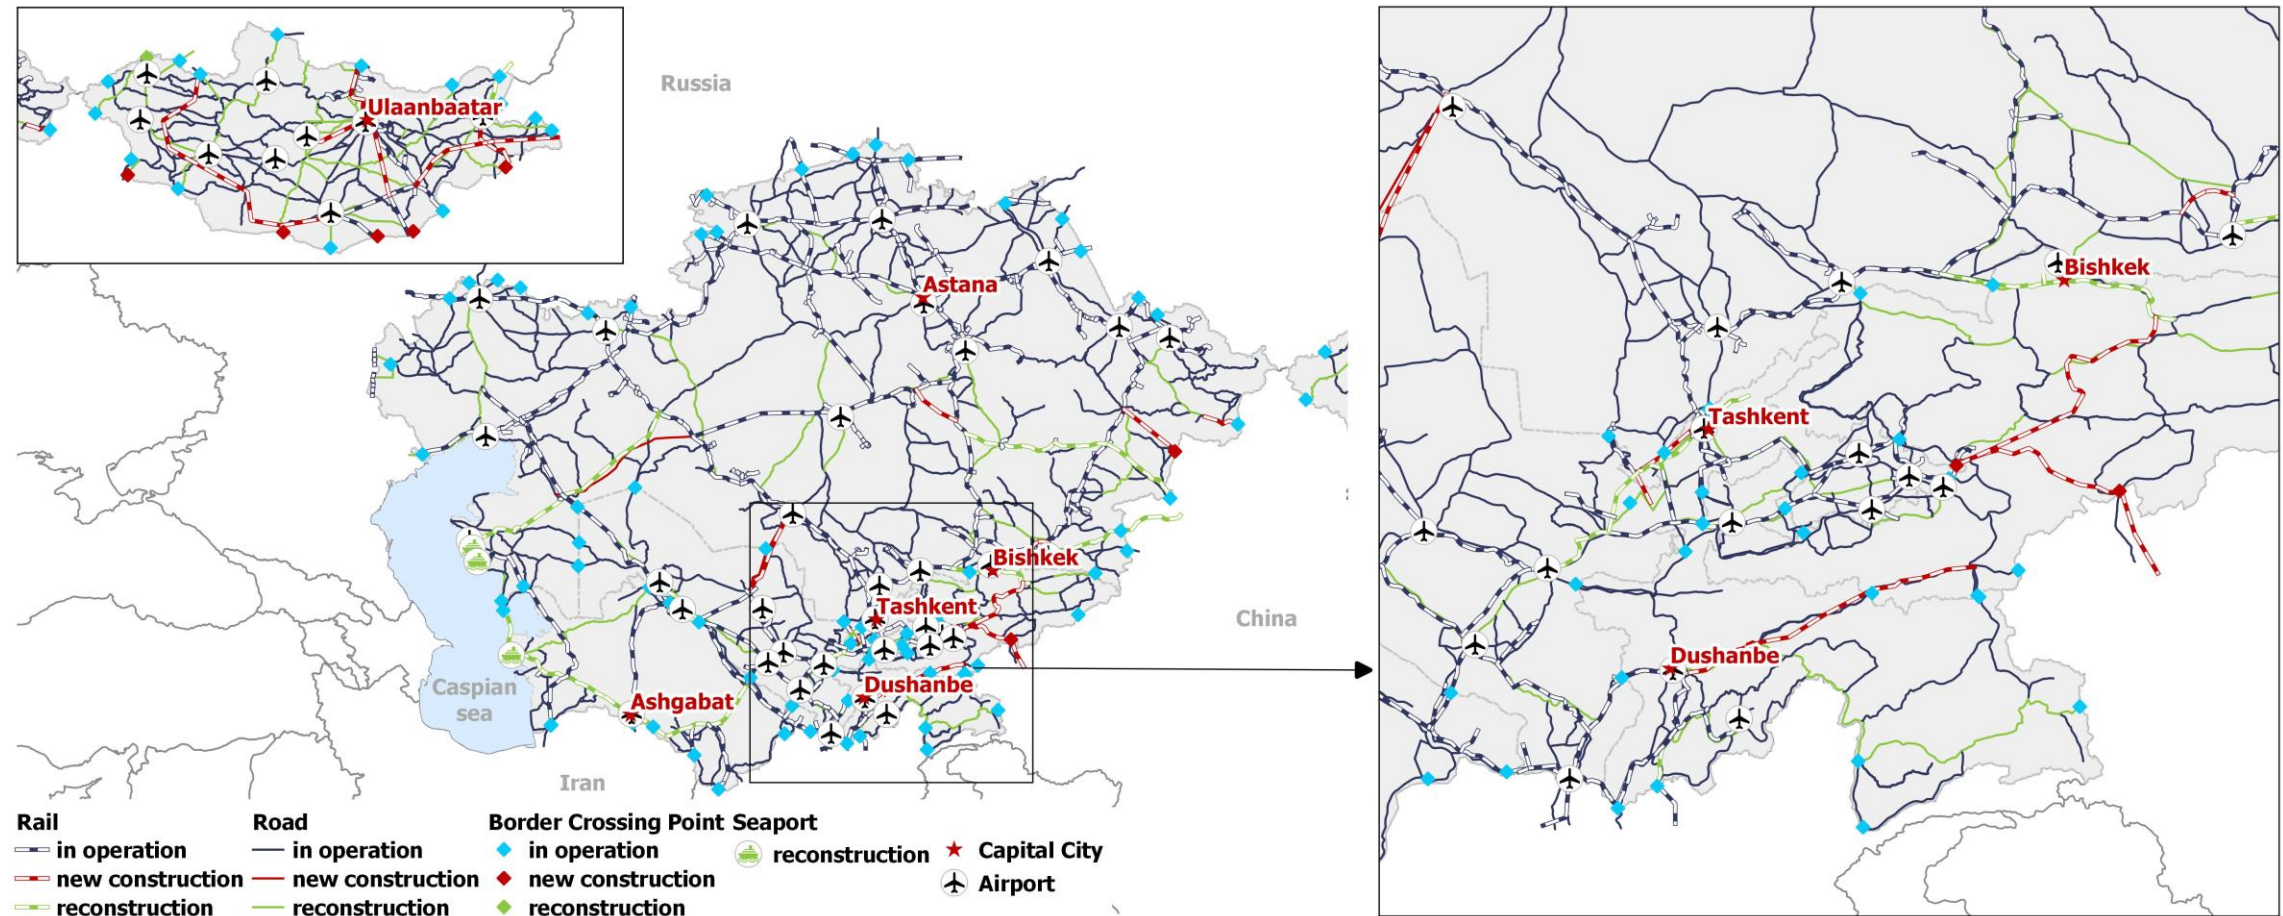 Ulaanbaatar
Russia
Astana
Bishkek
Tashkent
China
Dushanbe
Ashgabat
Caspian
sea
Iran
Bishkek
Tashkent
Dushanbe
Rail
in operation
new construction
reconstruction
Road
in operation
new construction
reconstruction
Border Crossing Point
in operation
new construction
reconstruction
Seaport
reconstruction
Capital City
Airport